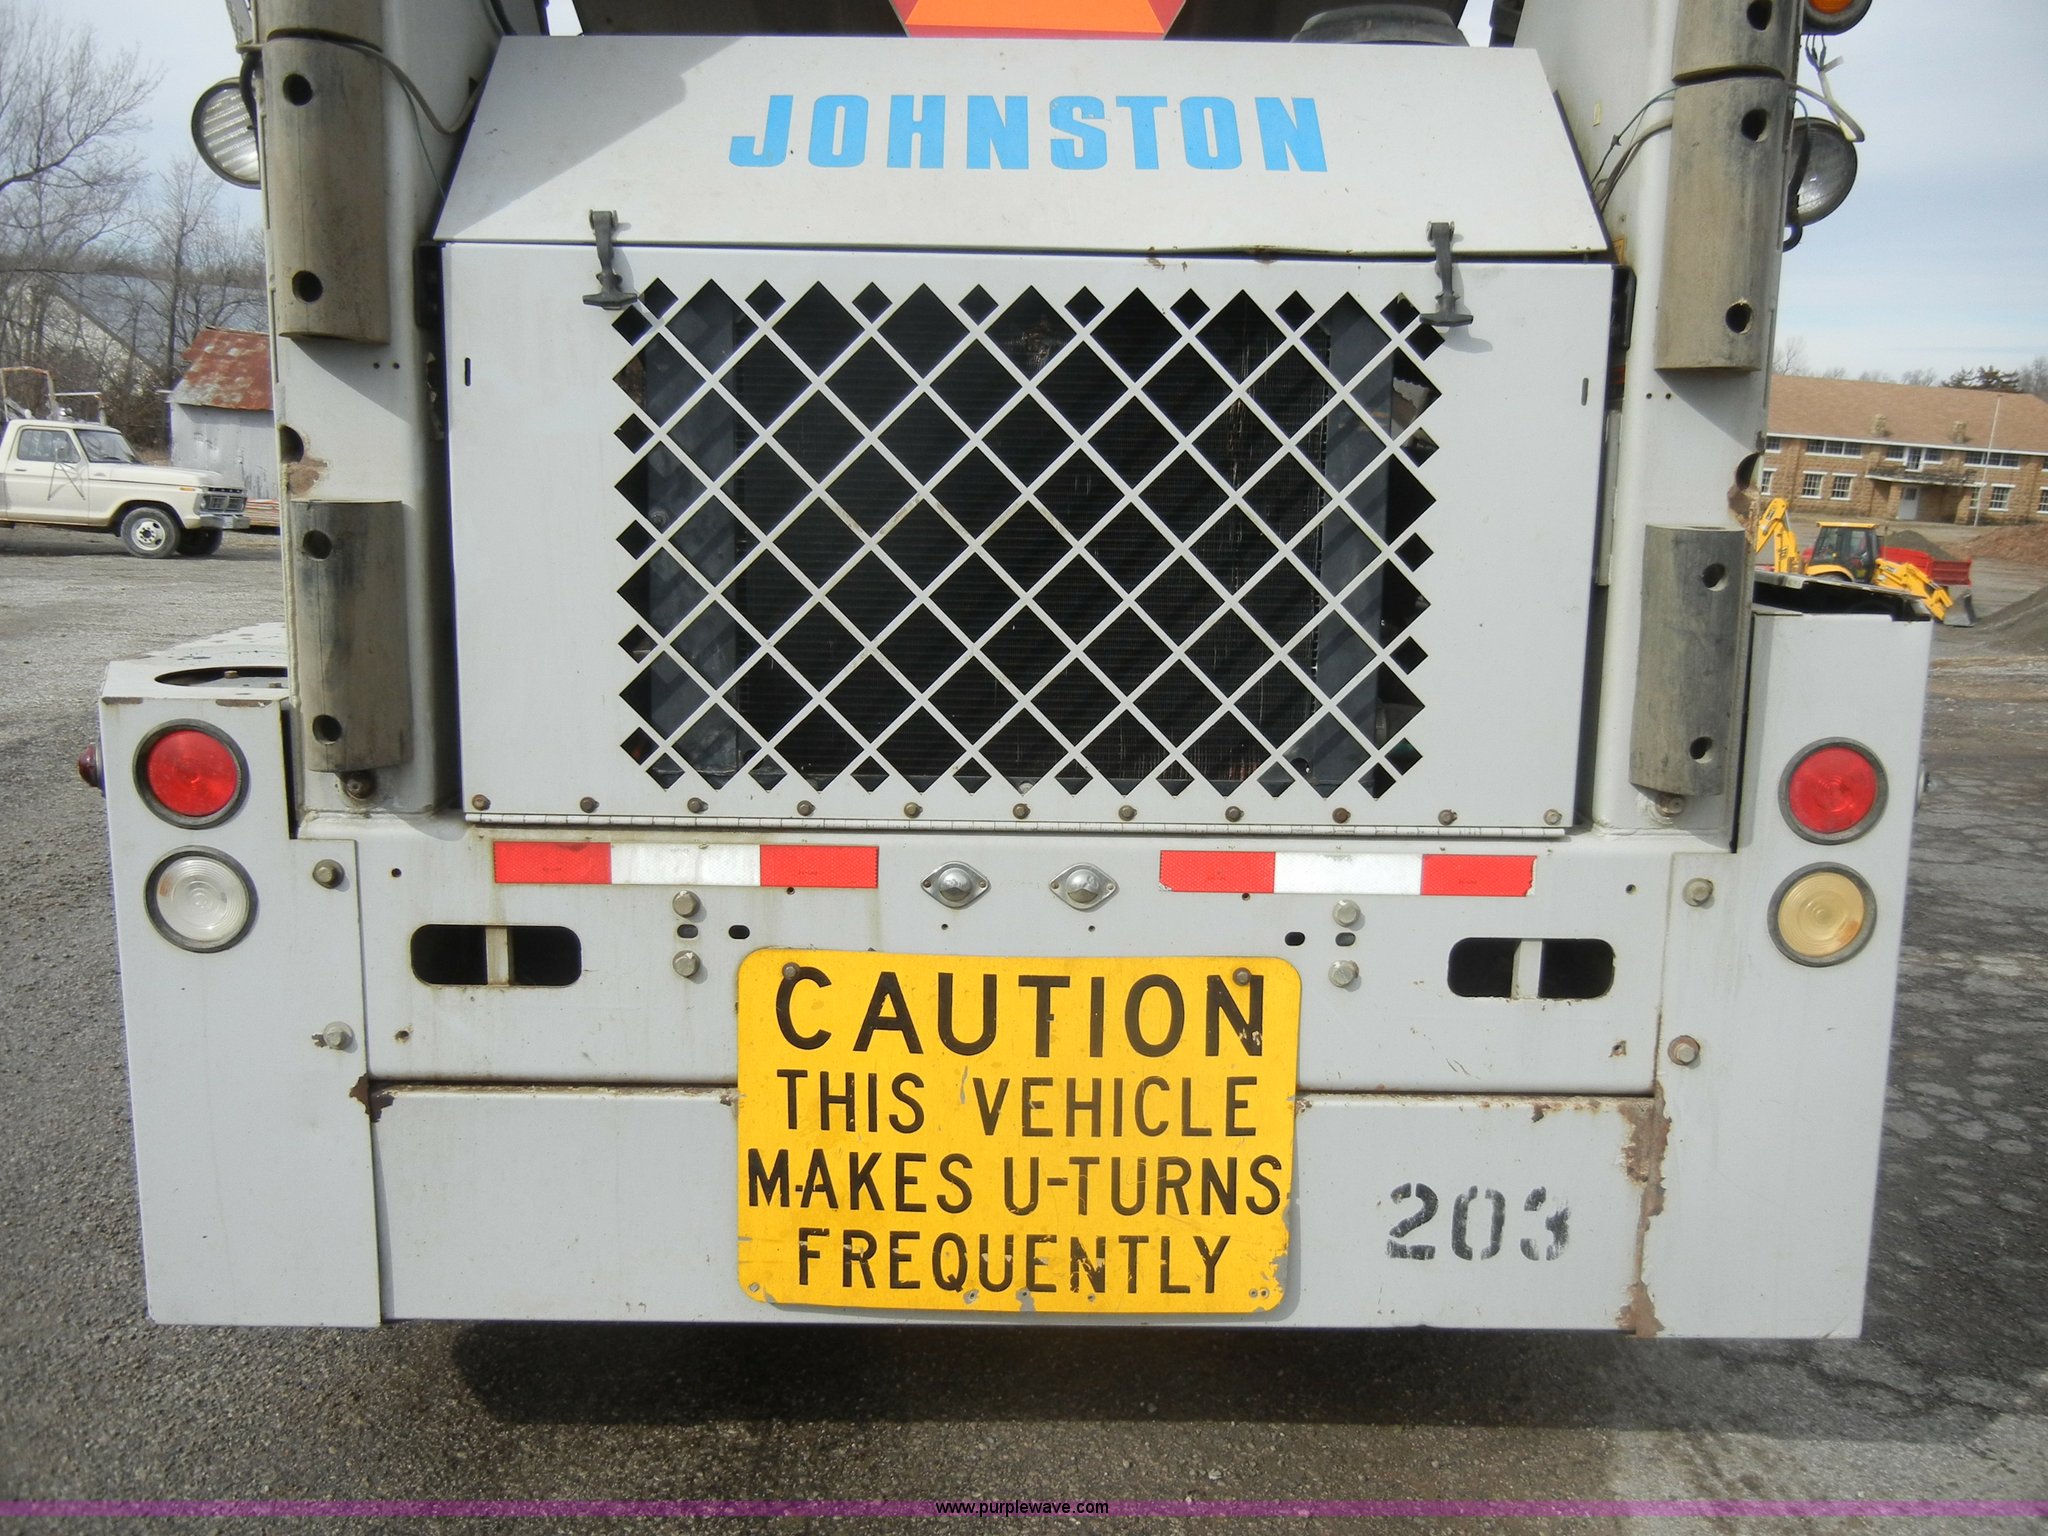 JOHNSTON
CAUTION
THIS VEHICLE
MAKES U-TURNS
FREQUENTLY
203
www.purplewave.com